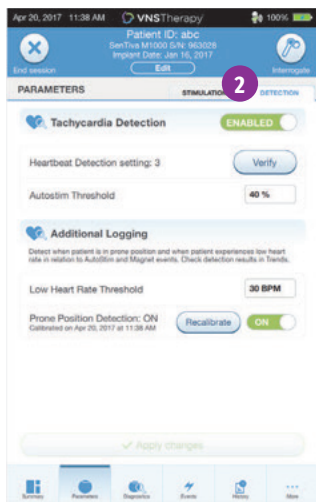 Apr 20, 2017 11:38 AM VNSTherapy 100%
Patient ID: abc
SenTiva M1000 S/N: 963028
Implant Date: Jan 16, 2017
End session Edit Interrogate
PARAMETERS STIMULATION 2 DETECTION
Tachycardia Detection ENABLED
Heartbeat Detection setting: 3 Verify
Autostim Threshold 40 %
Additional Logging
Detect when patient is in prone position and when patient experiences low heart
rate in relation to AutoStim and Magnet events. Check detection results in Trends.
Low Heart Rate Threshold 30 BPM
Prone Position Detection: ON Recalibrate ON
Calibrated on Apr 20, 2017 at 11:38 AM
Apply changes
Summary Parameters Diagnostics Events History More